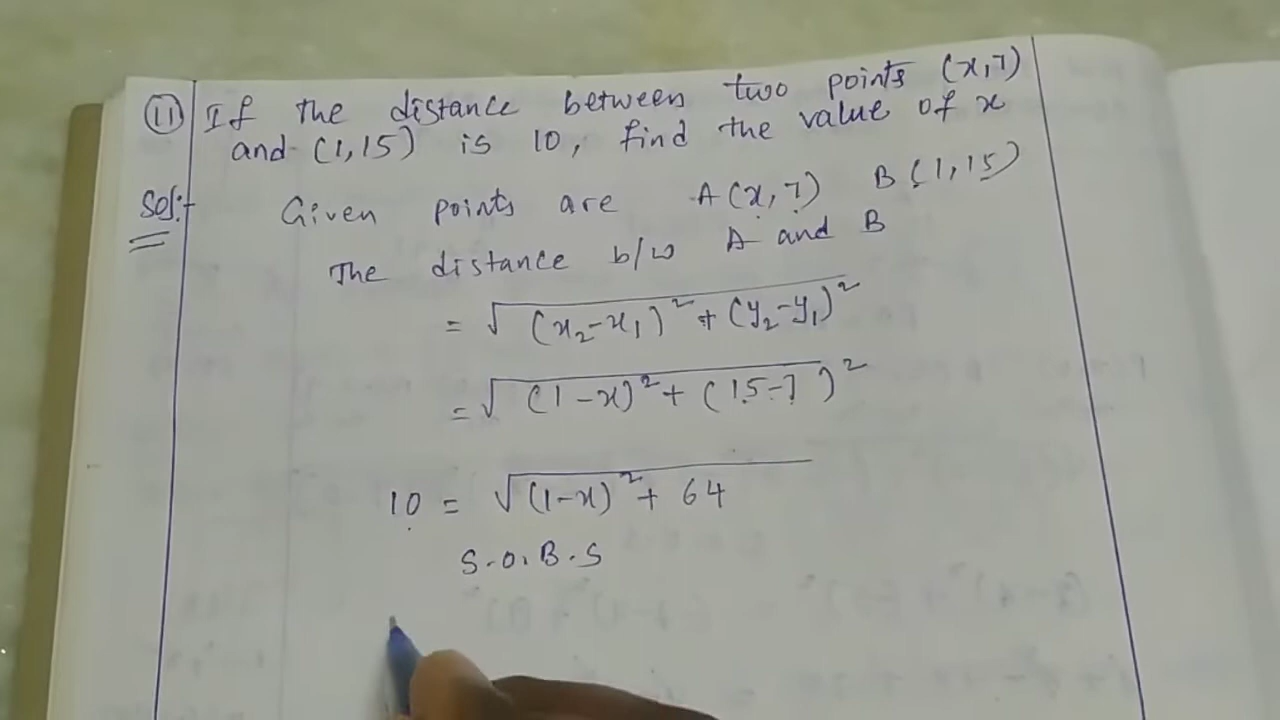 ⑪ If the distance between two points (x,7)
and (1,15) is 10, find the value of x
Sol:- Given points are A(x,7) B(1,15)
The distance b/w A and B
= √(x₂-x₁)² + (y₂-y₁)²
= √(1-x)² + (15-7)²
10 = √(1-x)² + 64
S.O.B.S